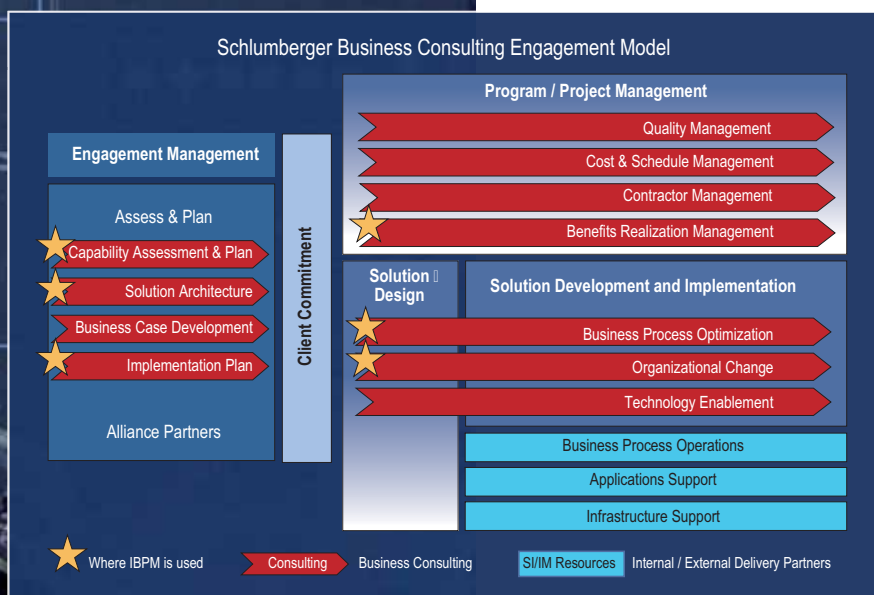 Schlumberger Business Consulting Engagement Model
Engagement Management
Assess & Plan
Capability Assessment & Plan
Solution Architecture
Business Case Development
Implementation Plan
Alliance Partners
Client Commitment
Program / Project Management
Quality Management
Cost & Schedule Management
Contractor Management
Benefits Realization Management
Solution
Design
Solution Development and Implementation
Business Process Optimization
Organizational Change
Technology Enablement
Business Process Operations
Applications Support
Infrastructure Support
Where IBPM is used
Consulting
Business Consulting
SI/IM Resources
Internal / External Delivery Partners